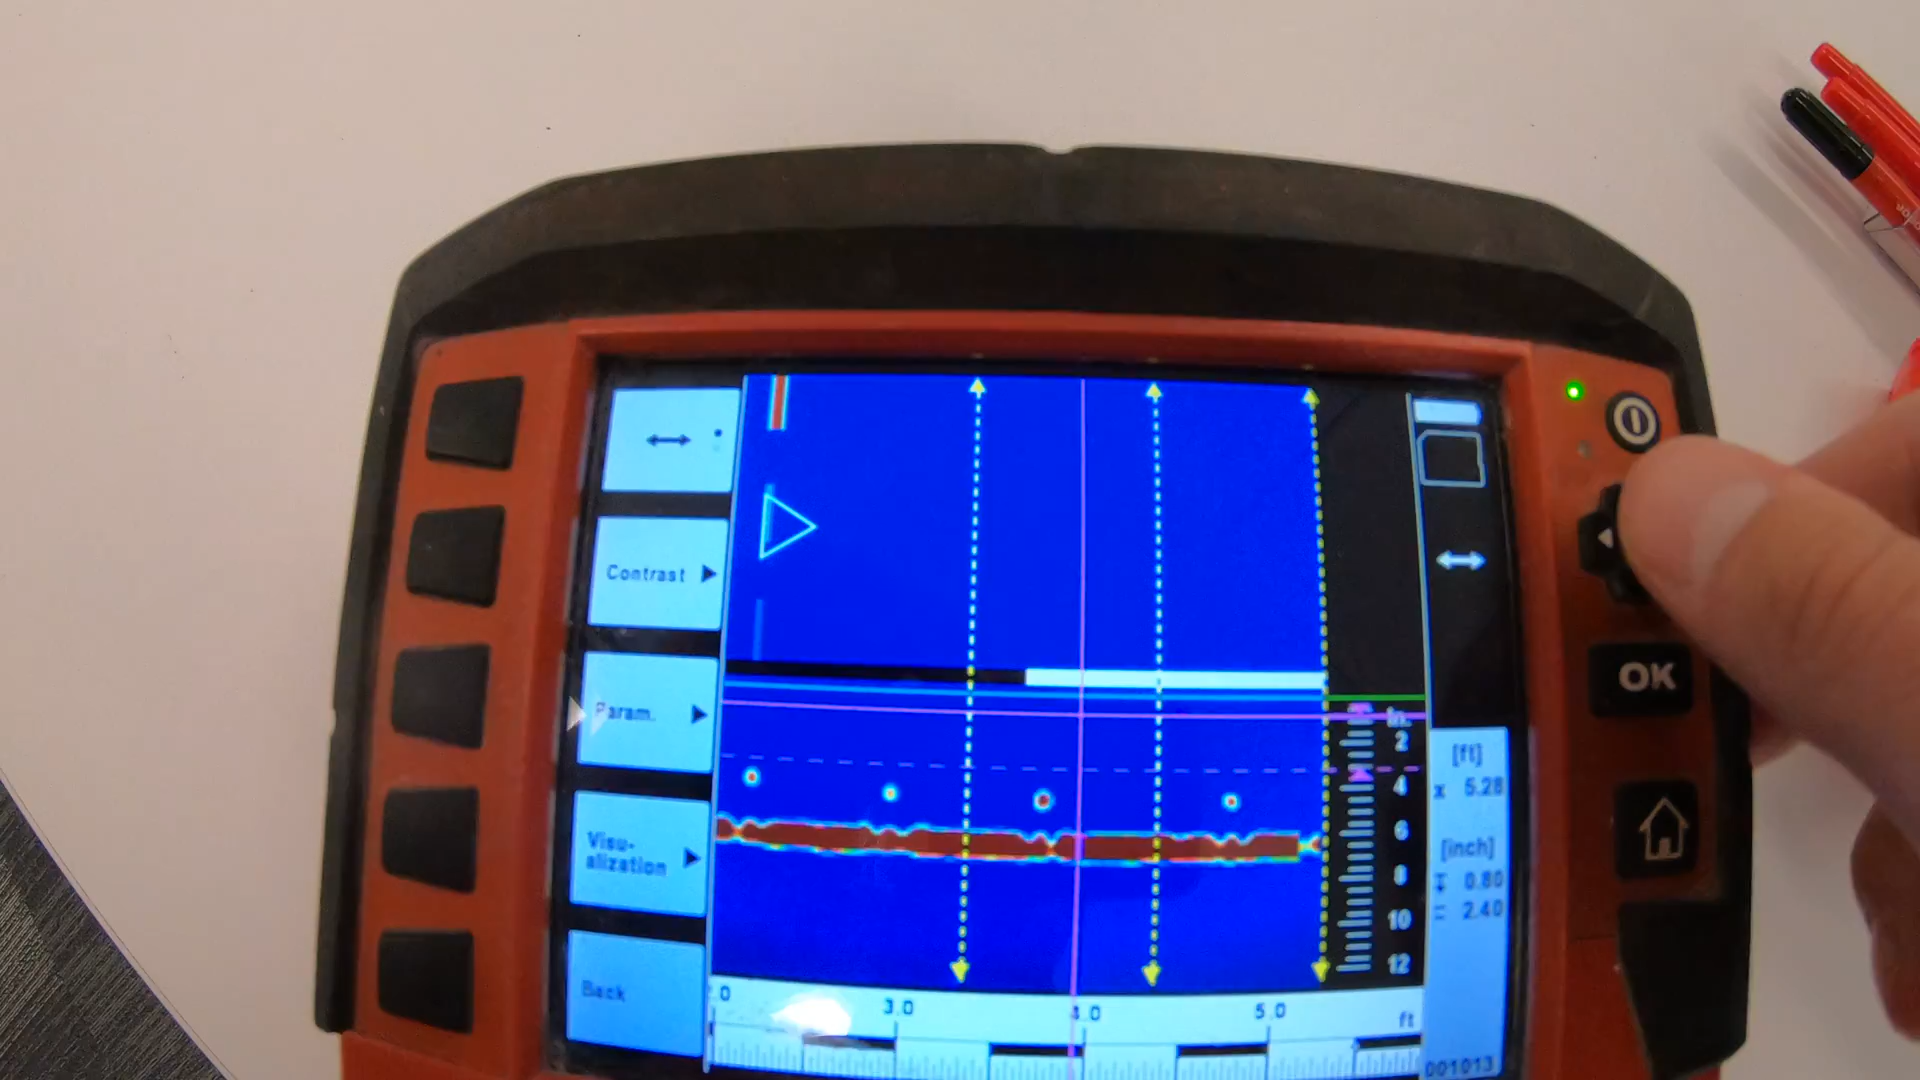 Contrast
Param.
Visu-
alization
Back
in.
2
4
6
8
10
12
.0
3.0
4.0
5.0
ft
[ft]
x 5.28
[inch]
0.80
2.40
001013
OK